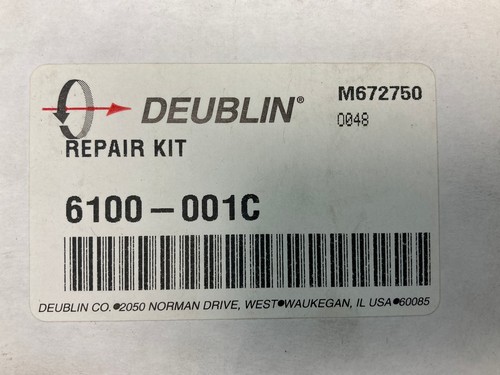 DEUBLIN®
M672750
0048
REPAIR KIT
6100-001C
DEUBLIN CO.●2050 NORMAN DRIVE, WEST●WAUKEGAN, IL USA●60085